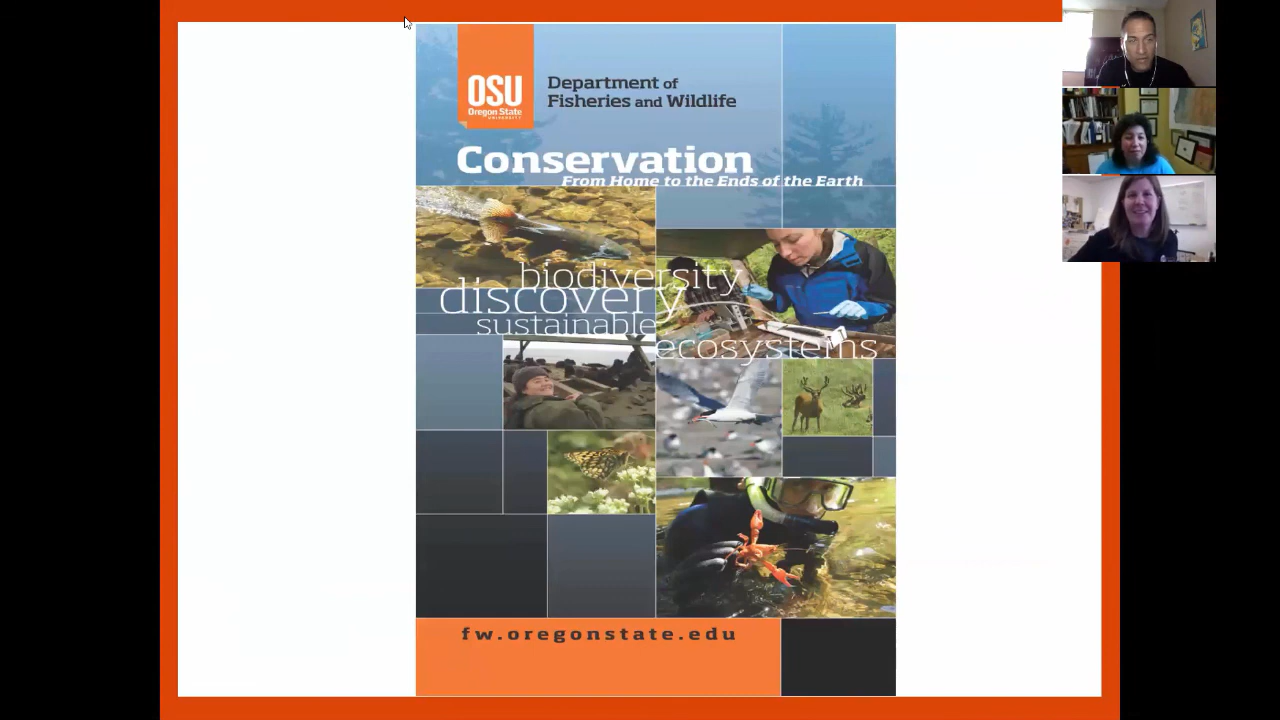 OSU
Oregon State
UNIVERSITY
Department of
Fisheries and Wildlife
Conservation
From Home to the Ends of the Earth
biodiversity
discovery
sustainable
ecosystems
fw.oregonstate.edu